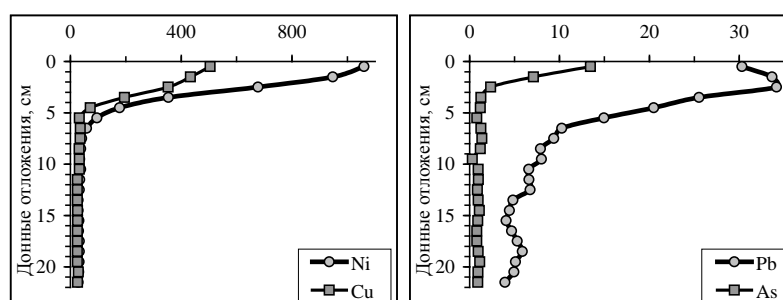 0 400 800
Донные отложения, см
0
5
10
15
20
Ni
Cu
0 10 20 30
Донные отложения, см
0
5
10
15
20
Pb
As